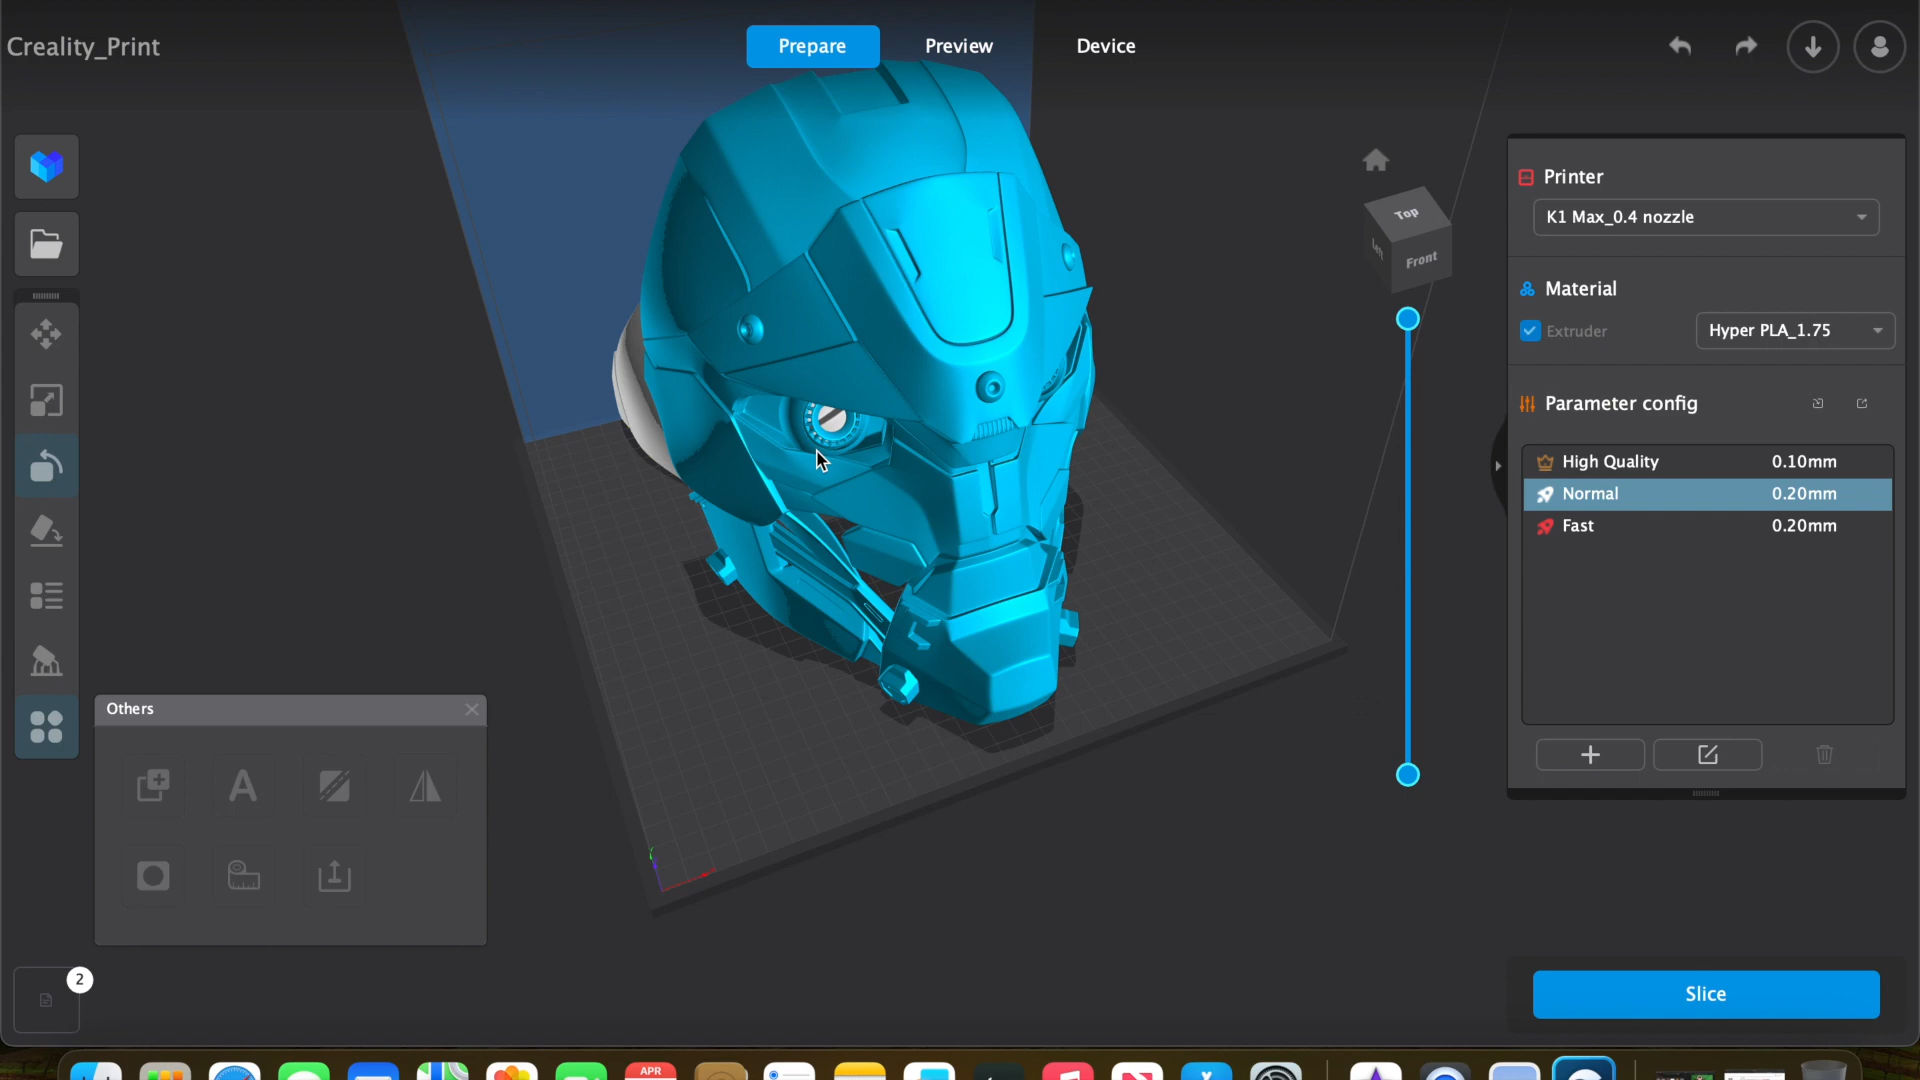 Creality_Print
Prepare
Preview
Device
Top
Left
Front
Printer
K1 Max_0.4 nozzle
Material
Extruder
Hyper PLA_1.75
Parameter config
High Quality 0.10mm
Normal 0.20mm
Fast 0.20mm
Others
A
2
Slice
APR